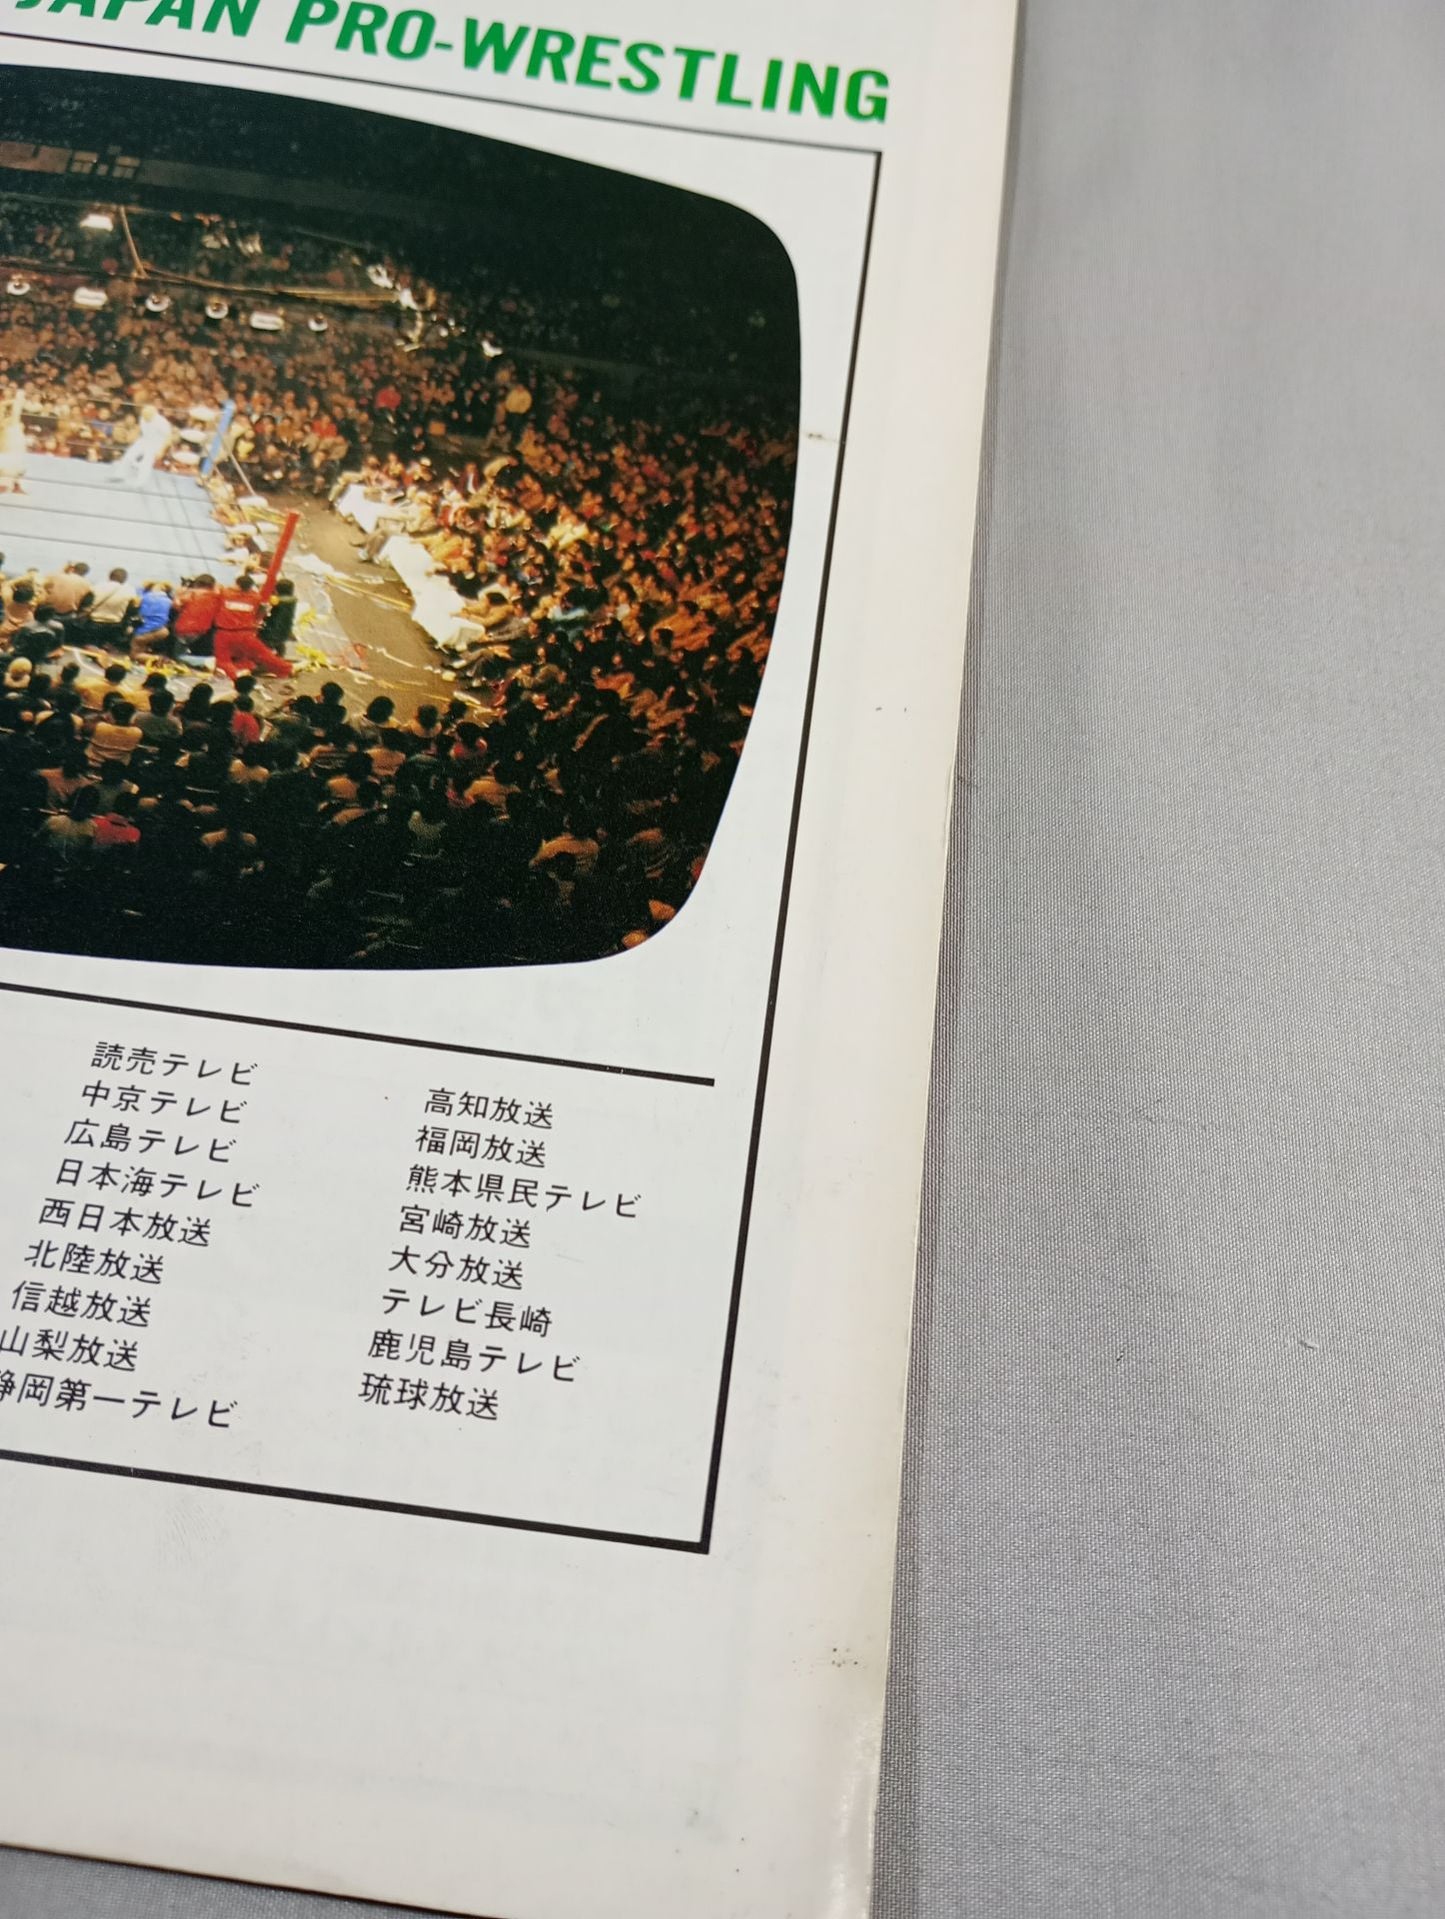 JAPAN PRO-WRESTLING
読売テレビ
中京テレビ
広島テレビ
日本海テレビ
西日本放送
北陸放送
信越放送
山梨放送
静岡第一テレビ
高知放送
福岡放送
熊本県民テレビ
宮崎放送
大分放送
テレビ長崎
鹿児島テレビ
琉球放送